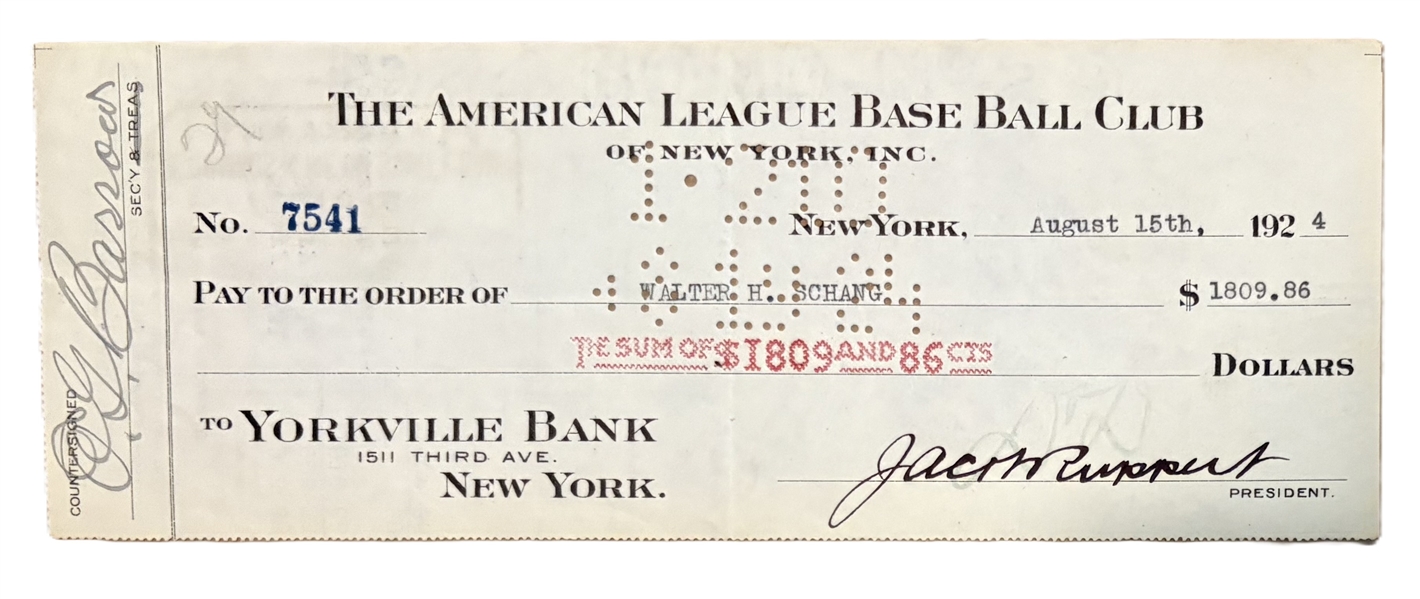 THE AMERICAN LEAGUE BASE BALL CLUB
OF NEW YORK, INC.
No. 7541
NEW YORK, August 15th, 1924
PAY TO THE ORDER OF WALTER H. SCHANG $ 1809.86
THE SUM OF $1809 AND 86 CTS
DOLLARS
TO YORKVILLE BANK
1511 THIRD AVE.
NEW YORK.
Jacob Ruppert
PRESIDENT.
COUNTERSIGNED
SEC'Y & TREAS